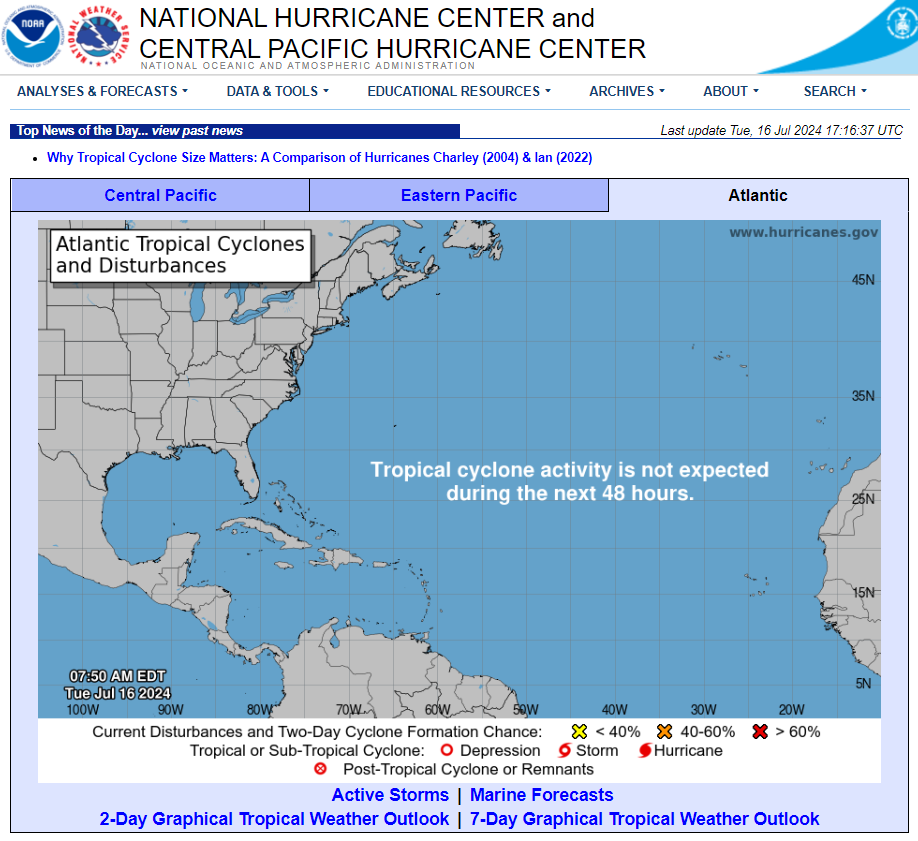 NATIONAL HURRICANE CENTER and
CENTRAL PACIFIC HURRICANE CENTER
NATIONAL OCEANIC AND ATMOSPHERIC ADMINISTRATION
NOAA
NATIONAL WEATHER SERVICE
ANALYSES & FORECASTS DATA & TOOLS EDUCATIONAL RESOURCES ARCHIVES ABOUT SEARCH
Top News of the Day... view past news Last update Tue, 16 Jul 2024 17:16:37 UTC
• Why Tropical Cyclone Size Matters: A Comparison of Hurricanes Charley (2004) & Ian (2022)
Central Pacific Eastern Pacific Atlantic
Atlantic Tropical Cyclones
and Disturbances
www.hurricanes.gov
45N
35N
Tropical cyclone activity is not expected
during the next 48 hours.
25N
15N
07:50 AM EDT
Tue Jul 16 2024
5N
100W 90W 80W 70W 60W 50W 40W 30W 20W
Current Disturbances and Two-Day Cyclone Formation Chance: < 40% 40-60% > 60%
Tropical or Sub-Tropical Cyclone: Depression Storm Hurricane
Post-Tropical Cyclone or Remnants
Active Storms | Marine Forecasts
2-Day Graphical Tropical Weather Outlook | 7-Day Graphical Tropical Weather Outlook